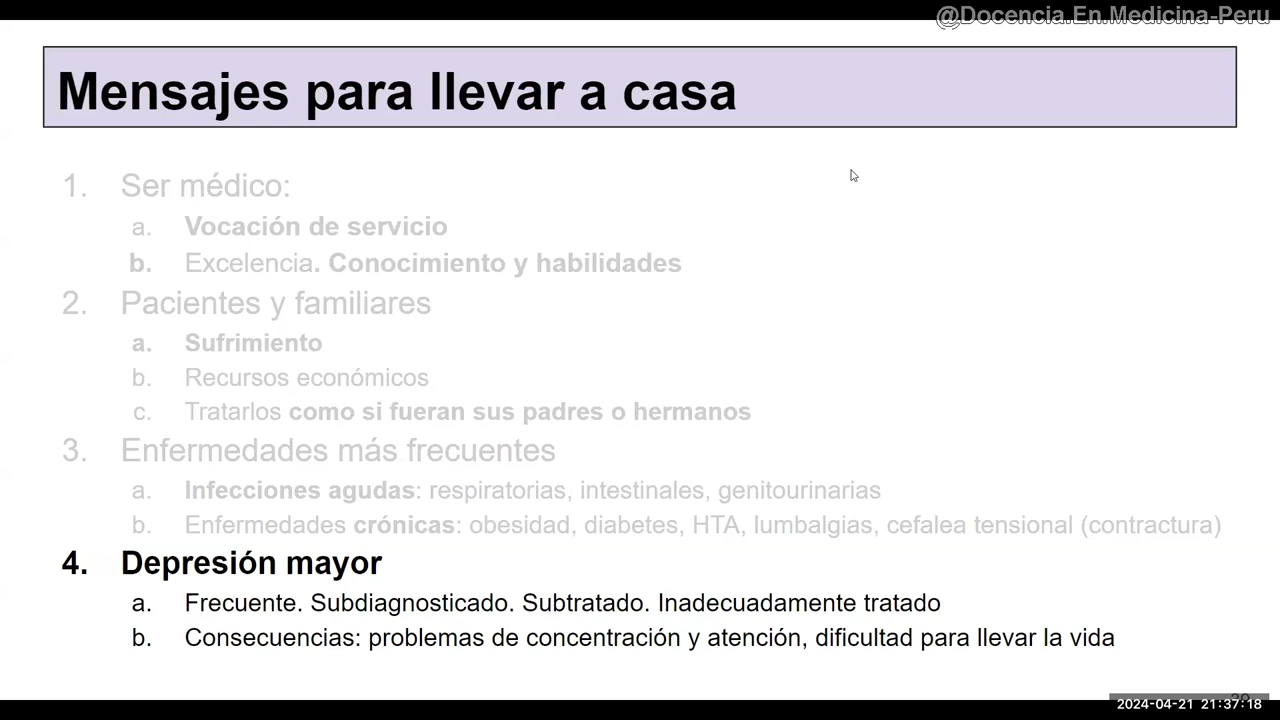 @Docencia.En.Medicina-Peru
Mensajes para llevar a casa
1. Ser médico:
a. Vocación de servicio
b. Excelencia. Conocimiento y habilidades
2. Pacientes y familiares
a. Sufrimiento
b. Recursos económicos
c. Tratarlos como si fueran sus padres o hermanos
3. Enfermedades más frecuentes
a. Infecciones agudas: respiratorias, intestinales, genitourinarias
b. Enfermedades crónicas: obesidad, diabetes, HTA, lumbalgias, cefalea tensional (contractura)
4. Depresión mayor
a. Frecuente. Subdiagnosticado. Subtratado. Inadecuadamente tratado
b. Consecuencias: problemas de concentración y atención, dificultad para llevar la vida
2024-04-21 21:37:18